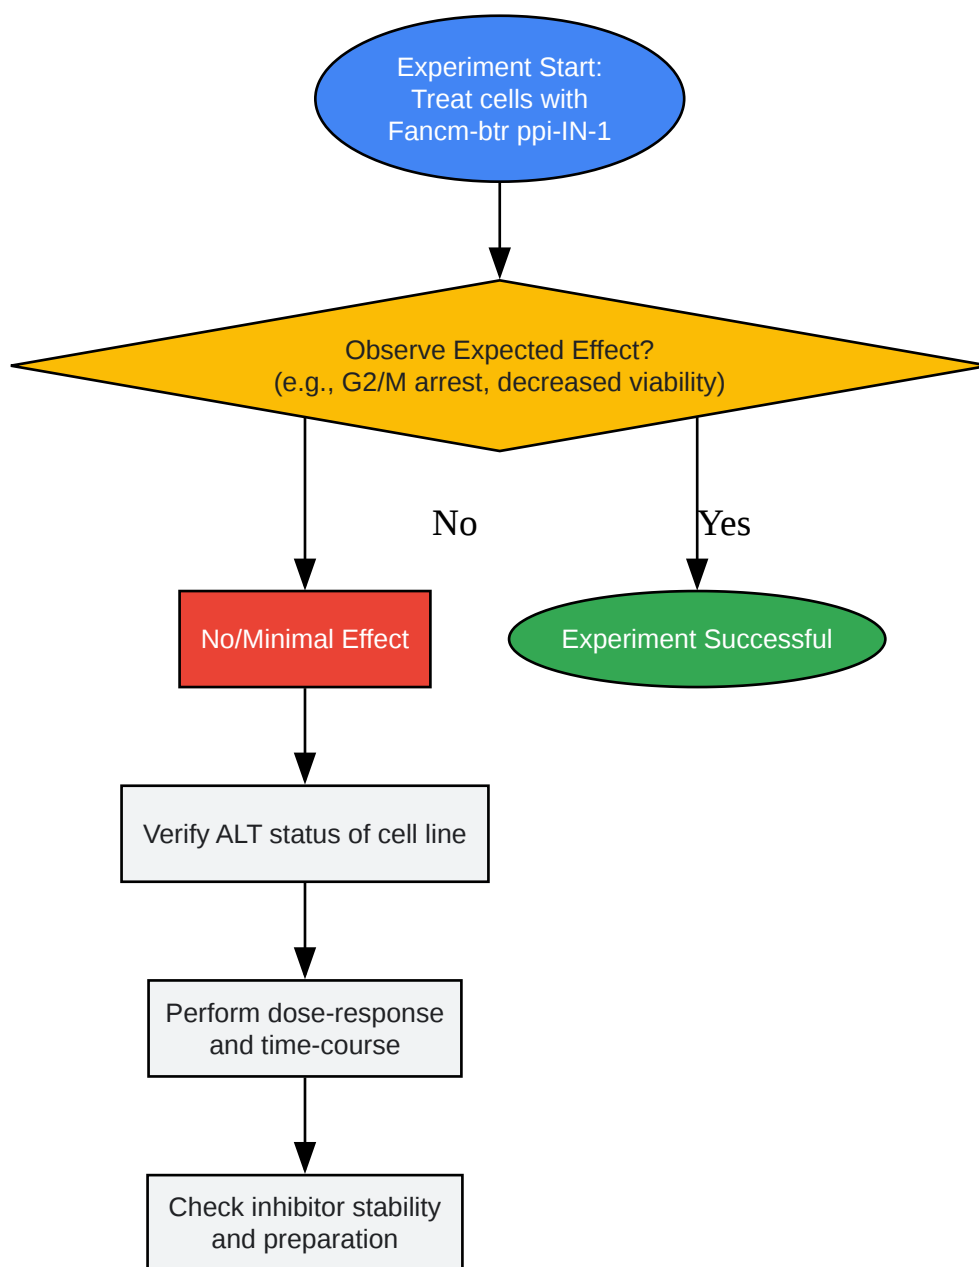 Experiment Start:
Treat cells with
Fancm-btr ppi-IN-1
Observe Expected Effect?
(e.g., G2/M arrest, decreased viability)
No
Yes
No/Minimal Effect
Experiment Successful
Verify ALT status of cell line
Perform dose-response
and time-course
Check inhibitor stability
and preparation